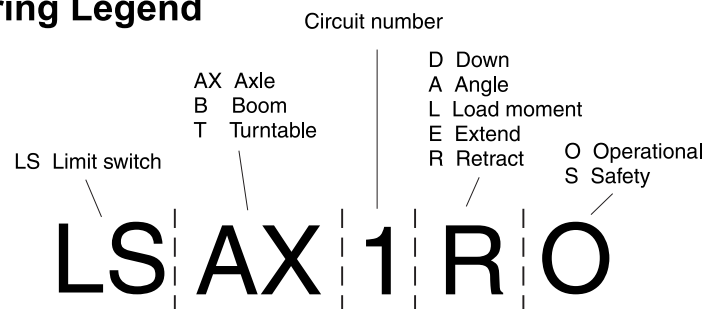 ring Legend
Circuit number
AX Axle
B Boom
T Turntable
D Down
A Angle
L Load moment
E Extend
R Retract
O Operational
S Safety
LS Limit switch
LS AX 1 R O